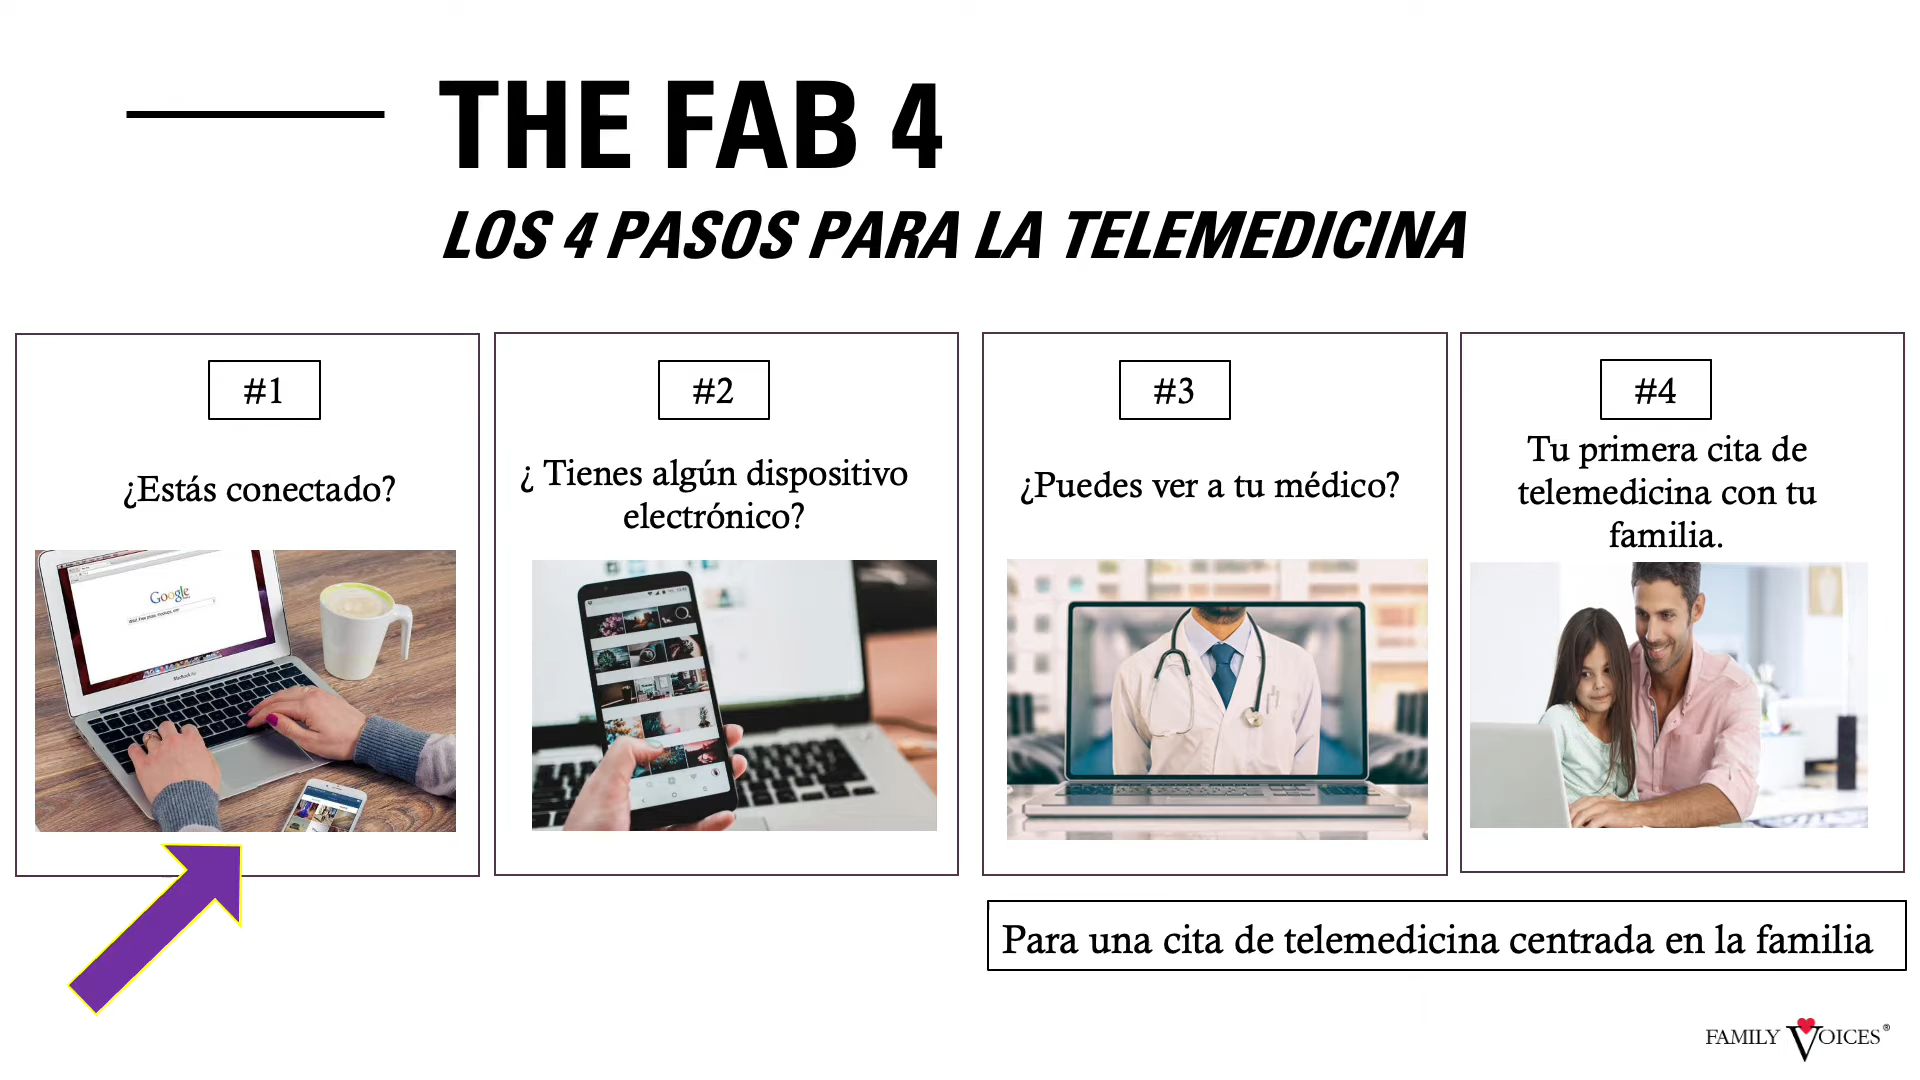 THE FAB 4
LOS 4 PASOS PARA LA TELEMEDICINA
#1
¿Estás conectado?
Google
#2
¿ Tienes algún dispositivo
electrónico?
#3
¿Puedes ver a tu médico?
#4
Tu primera cita de
telemedicina con tu
familia.
Para una cita de telemedicina centrada en la familia
FAMILY VOICES®